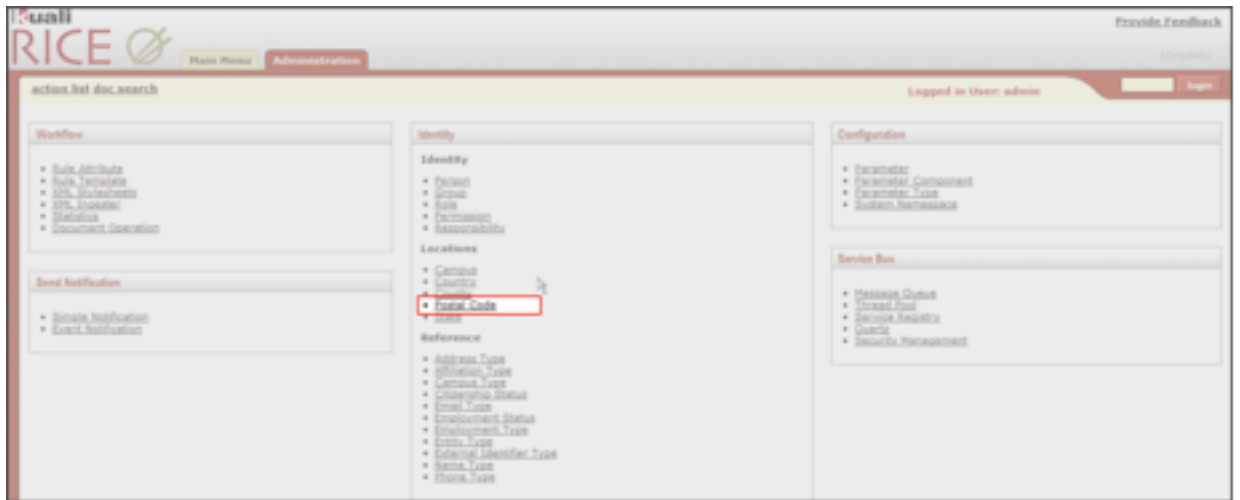 Kuali
RICE
Provide Feedback
Main Menu
Administration
action list doc search
Logged in User: admin
login
Workflow
Rule Attribute
Rule Template
XML Stylesheets
XML Ingester
Statistics
Document Operation
Send Notification
Simple Notification
Event Notification
Identity
Identity
Person
Group
Role
Permission
Responsibility
Locations
Campus
Country
County
Postal Code
State
Reference
Address Type
Affiliation Type
Campus Type
Citizenship Status
Email Type
Employment Status
Employment Type
Entity Type
External Identifier Type
Name Type
Phone Type
Configuration
Parameter
Parameter Component
Parameter Type
System Namespace
Service Bus
Message Queue
Thread Pool
Service Registry
Quartz
Security Management